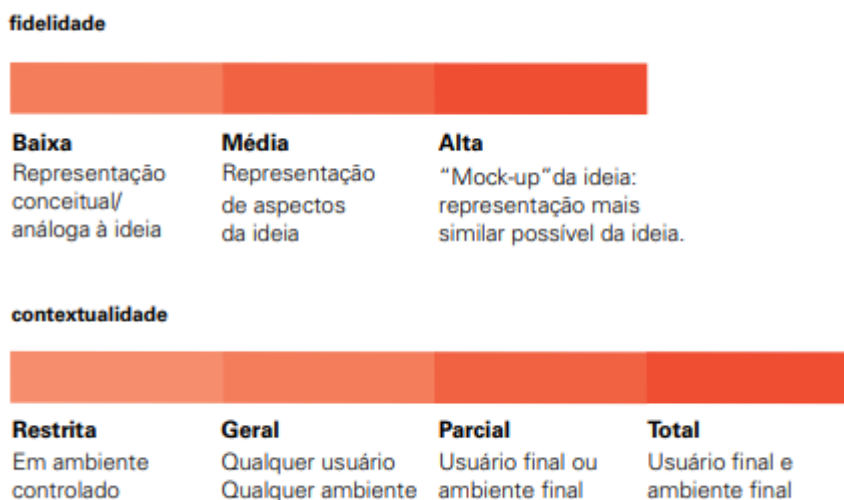 fidelidade
Baixa
Representação
conceitual/
análoga à ideia
Média
Representação
de aspectos
da ideia
Alta
“Mock-up”da ideia:
representação mais
similar possível da ideia.
contextualidade
Restrita
Em ambiente
controlado
Geral
Qualquer usuário
Qualquer ambiente
Parcial
Usuário final ou
ambiente final
Total
Usuário final e
ambiente final